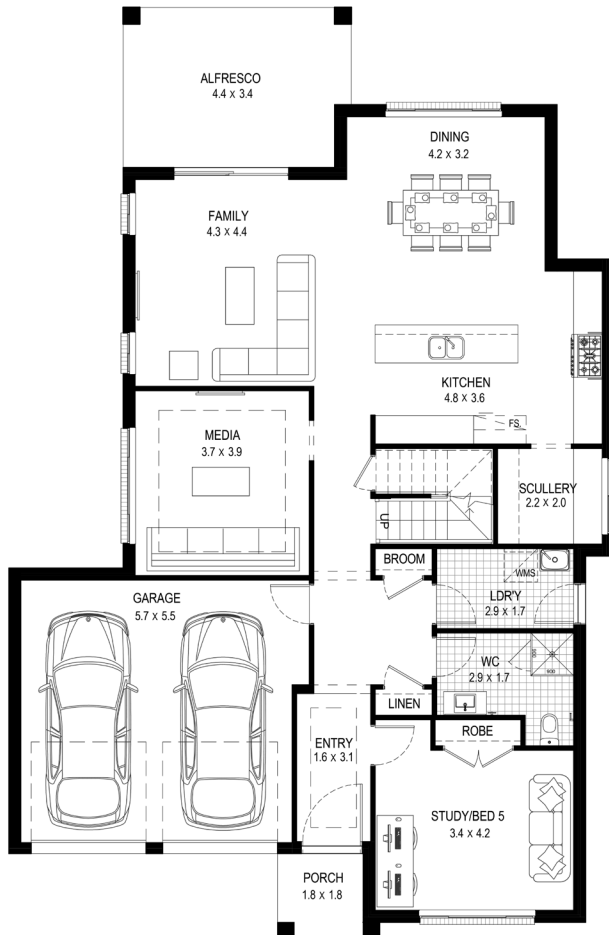 ALFRESCO
4.4 x 3.4
DINING
4.2 x 3.2
FAMILY
4.3 x 4.4
KITCHEN
4.8 x 3.6
FS.
MEDIA
3.7 x 3.9
SCULLERY
2.2 x 2.0
UP
BROOM
WMS
LDR'Y
2.9 x 1.7
GARAGE
5.7 x 5.5
WC
2.9 x 1.7
900
900
LINEN
ROBE
ENTRY
1.6 x 3.1
STUDY/BED 5
3.4 x 4.2
PORCH
1.8 x 1.8